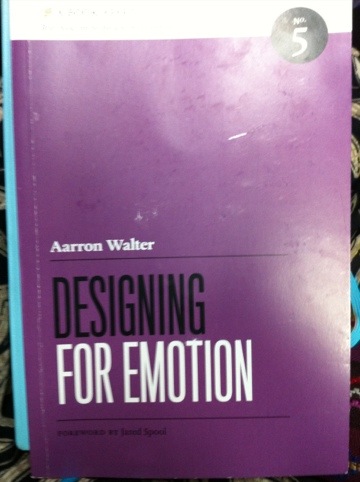 No.
5
Aarron Walter
DESIGNING
FOR EMOTION
FOREWORD BY Jared Spool